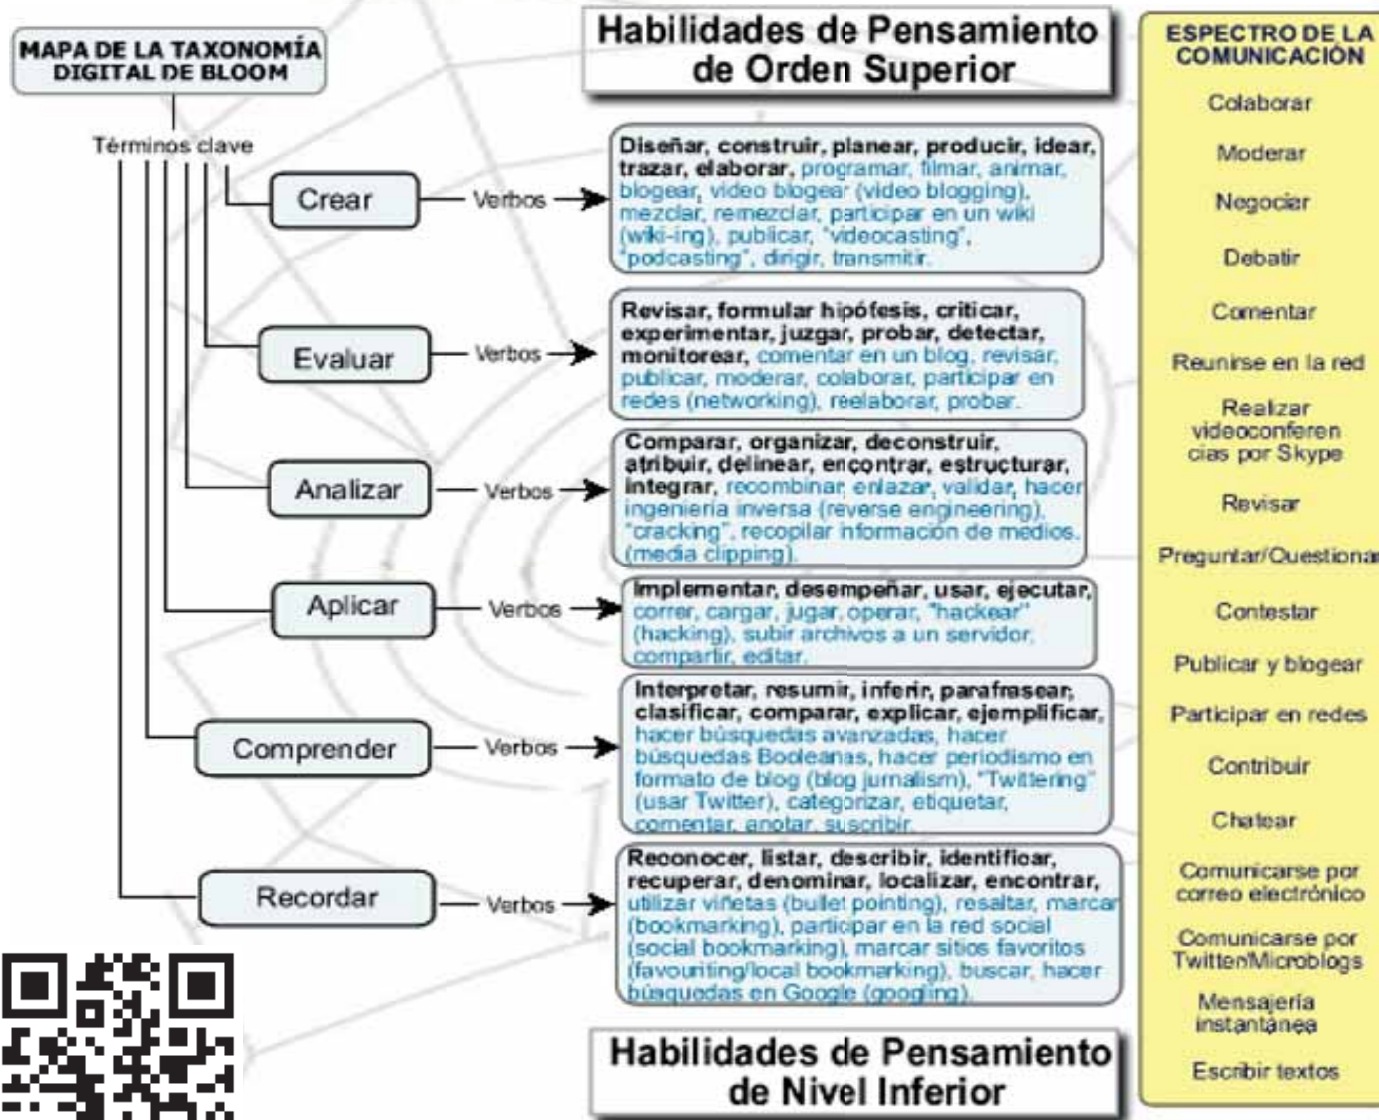 MAPA DE LA TAXONOMÍA
DIGITAL DE BLOOM
Términos clave
Habilidades de Pensamiento
de Orden Superior
Crear
Verbos
Diseñar, construir, planear, producir, idear,
trazar, elaborar, programar, filmar, animar,
blogear, video blogear (video blogging),
mezclar, remezclar, participar en un wiki
(wiki-ing), publicar, "videocasting",
"podcasting", dirigir, transmitir.
Evaluar
Verbos
Revisar, formular hipótesis, criticar,
experimentar, juzgar, probar, detectar,
monitorear, comentar en un blog, revisar,
publicar, moderar, colaborar, participar en
redes (networking), reelaborar, probar.
Analizar
Verbos
Comparar, organizar, deconstruir,
atribuir, delinear, encontrar, estructurar,
integrar, recombinar, enlazar, validar, hacer
ingeniería inversa (reverse engineering),
"cracking", recopilar información de medios.
(media clipping).
Aplicar
Verbos
Implementar, desempeñar, usar, ejecutar,
correr, cargar, jugar, operar, "hackear"
(hacking), subir archivos a un servidor,
compartir, editar.
Comprender
Verbos
Interpretar, resumir, inferir, parafrasear,
clasificar, comparar, explicar, ejemplificar,
hacer búsquedas avanzadas, hacer
búsquedas Booleanas, hacer periodismo en
formato de blog (blog jurnalism), "Twittering"
(usar Twitter), categorizar, etiquetar,
comentar, anotar, suscribir.
Recordar
Verbos
Reconocer, listar, describir, identificar,
recuperar, denominar, localizar, encontrar,
utilizar viñetas (bullet pointing), resaltar, marcar
(bookmarking), participar en la red social
(social bookmarking), marcar sitios favoritos
(favouriting/local bookmarking), buscar, hacer
búsquedas en Google (googling).
Habilidades de Pensamiento
de Nivel Inferior
ESPECTRO DE LA
COMUNICACIÓN
Colaborar
Moderar
Negociar
Debatir
Comentar
Reunirse en la red
Realizar
videoconferen
cias por Skype
Revisar
Preguntar/Questionar
Contestar
Publicar y blogear
Participar en redes
Contribuir
Chatear
Comunicarse por
correo electrónico
Comunicarse por
Twitter/Microblogs
Mensajería
instantánea
Escribir textos